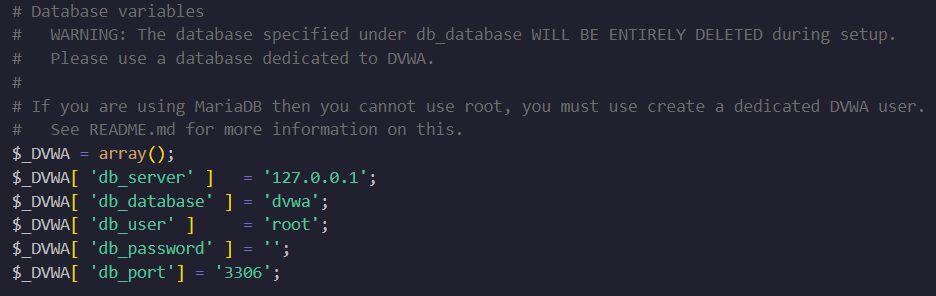 # Database variables
#   WARNING: The database specified under db_database WILL BE ENTIRELY DELETED during setup.
#   Please use a database dedicated to DVWA.
#
# If you are using MariaDB then you cannot use root, you must use create a dedicated DVWA user.
#   See README.md for more information on this.
$_DVWA = array();
$_DVWA[ 'db_server' ]   = '127.0.0.1';
$_DVWA[ 'db_database' ] = 'dvwa';
$_DVWA[ 'db_user' ]     = 'root';
$_DVWA[ 'db_password' ] = '';
$_DVWA[ 'db_port'] = '3306';